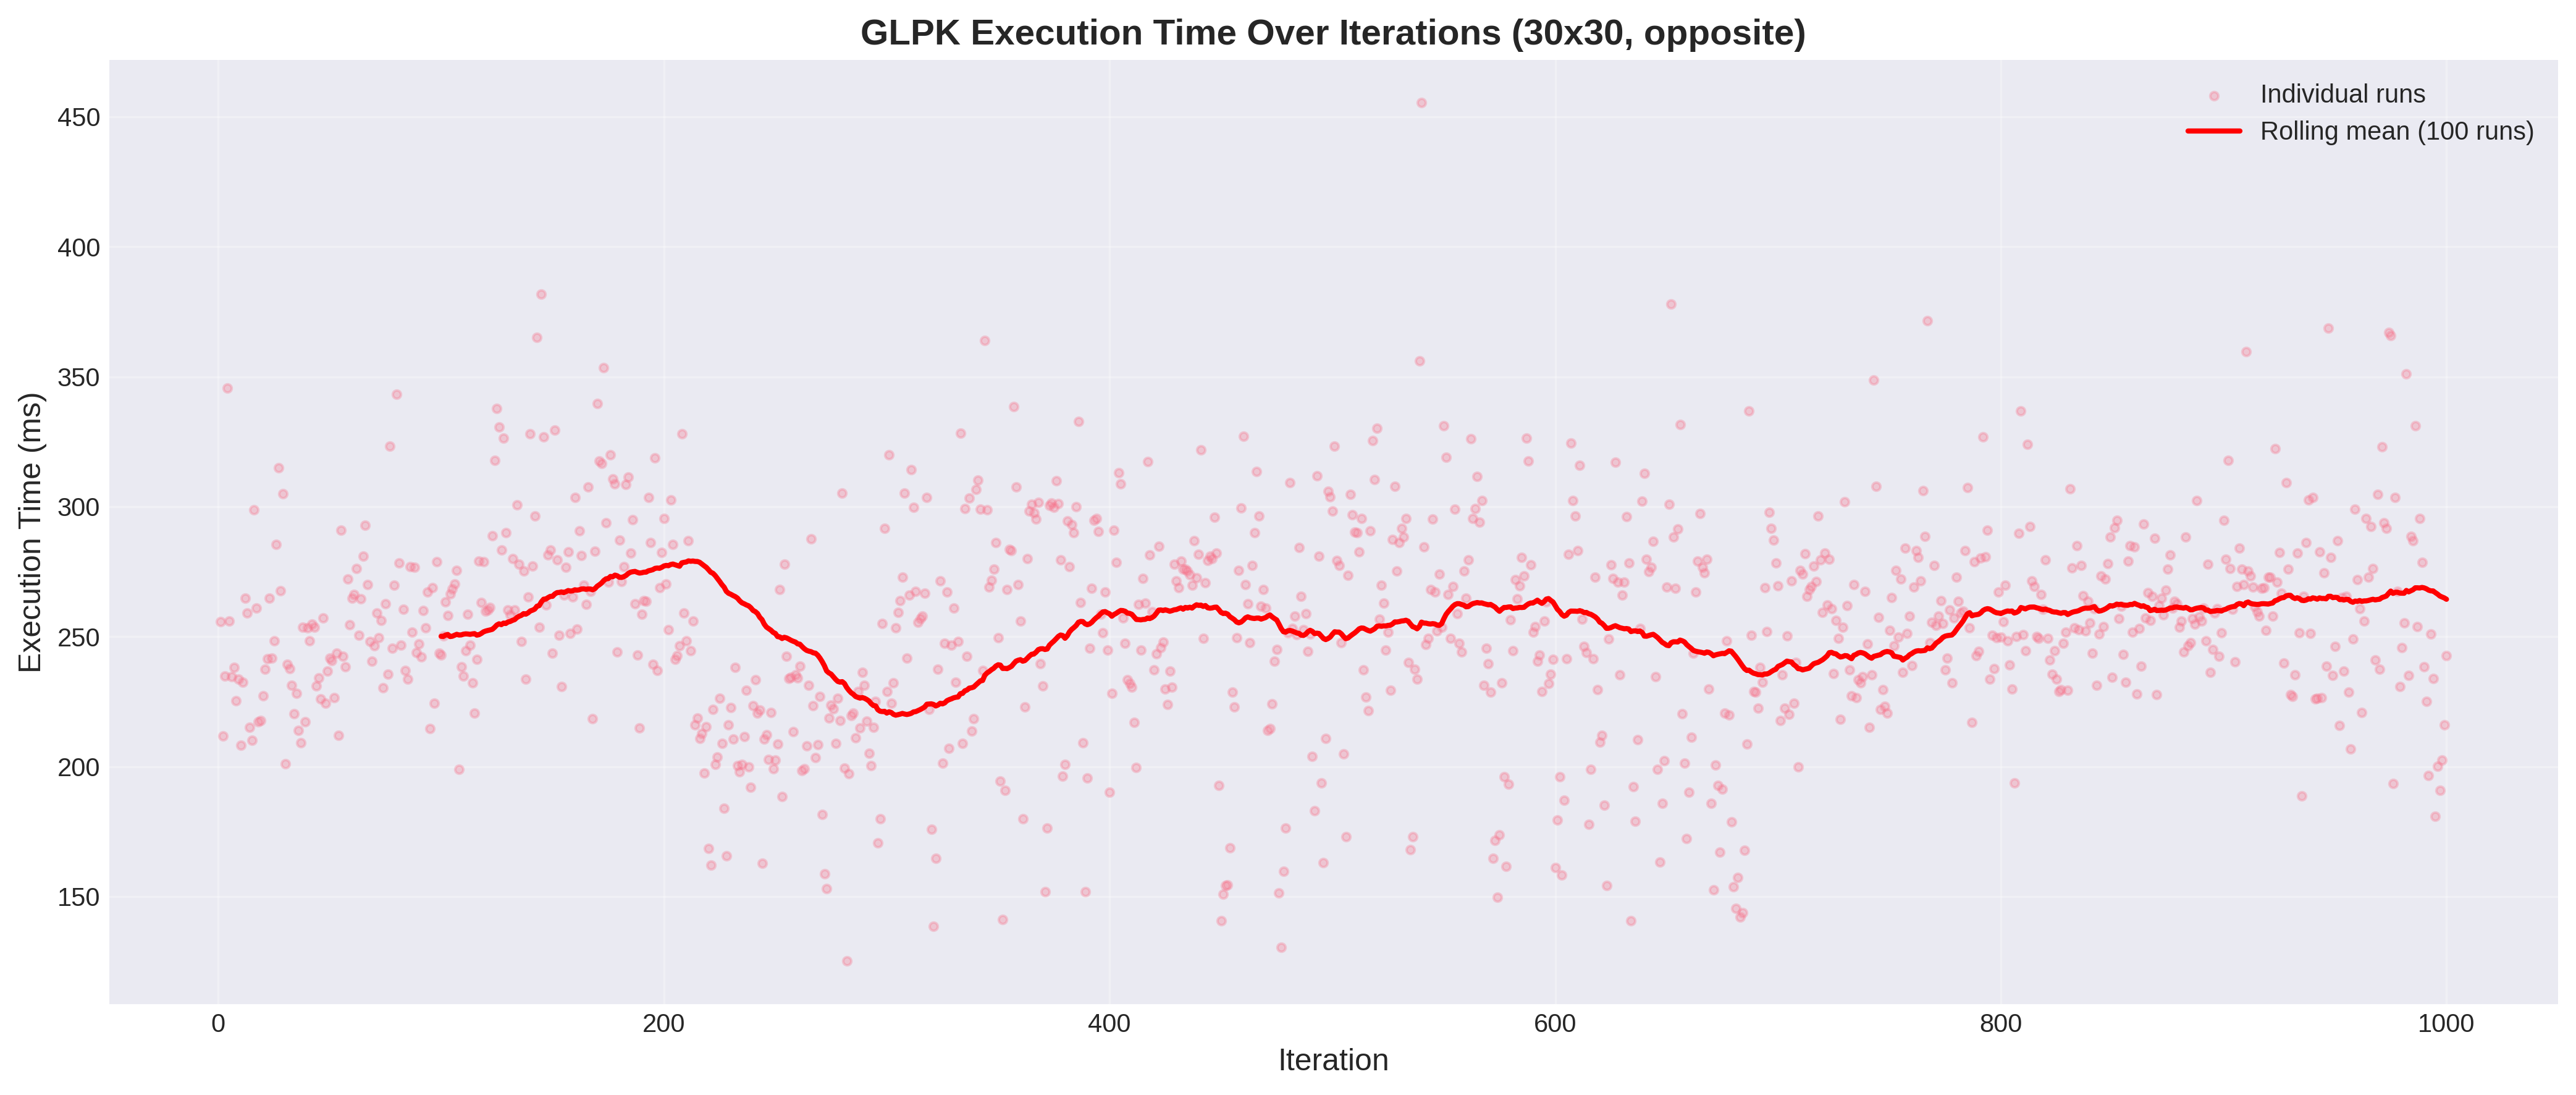 GLPK Execution Time Over Iterations (30x30, opposite)
Individual runs
Rolling mean (100 runs)
Execution Time (ms)
450
400
350
300
250
200
150
0
200
400
600
800
1000
Iteration